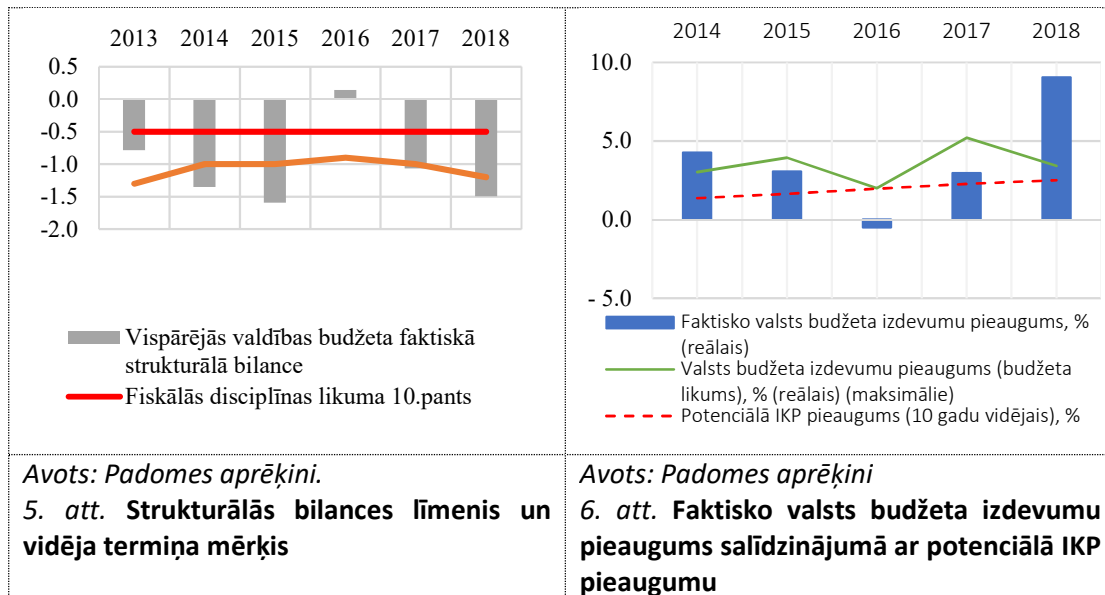 2013 2014 2015 2016 2017 2018
0.5
0.0
-0.5
-1.0
-1.5
-2.0
Vispārējās valdības budžeta faktiskā
strukturālā bilance
Fiskālās disciplīnas likuma 10.pants
Avots: Padomes aprēķini.
5. att. Strukturālās bilances līmenis un
vidēja termiņa mērķis
2014 2015 2016 2017 2018
10.0
5.0
0.0
- 5.0
Faktisko valsts budžeta izdevumu pieaugums, %
(reālais)
Valsts budžeta izdevumu pieaugums (budžeta
likums), % (reālais) (maksimālie)
Potenciālā IKP pieaugums (10 gadu vidējais), %
Avots: Padomes aprēķini
6. att. Faktisko valsts budžeta izdevumu
pieaugums salīdzinājumā ar potenciālā IKP
pieaugumu